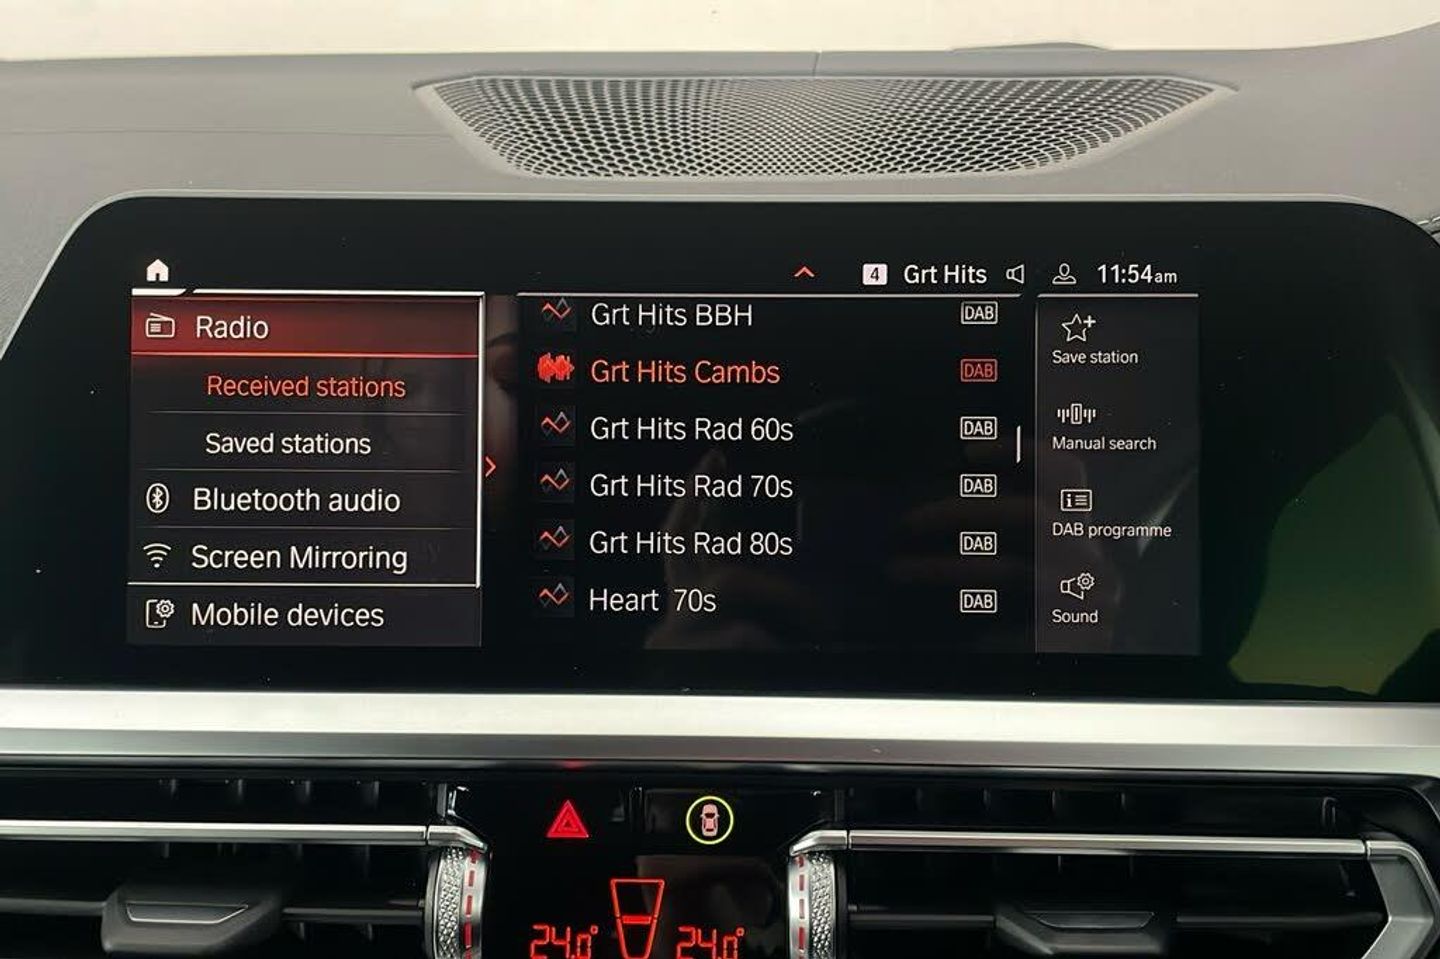 4 Grt Hits
11:54am
Radio
Received stations
Saved stations
Bluetooth audio
Screen Mirroring
Mobile devices
Grt Hits BBH DAB
Grt Hits Cambs DAB
Grt Hits Rad 60s DAB
Grt Hits Rad 70s DAB
Grt Hits Rad 80s DAB
Heart 70s DAB
Save station
Manual search
DAB programme
Sound
24.0° 24.0°